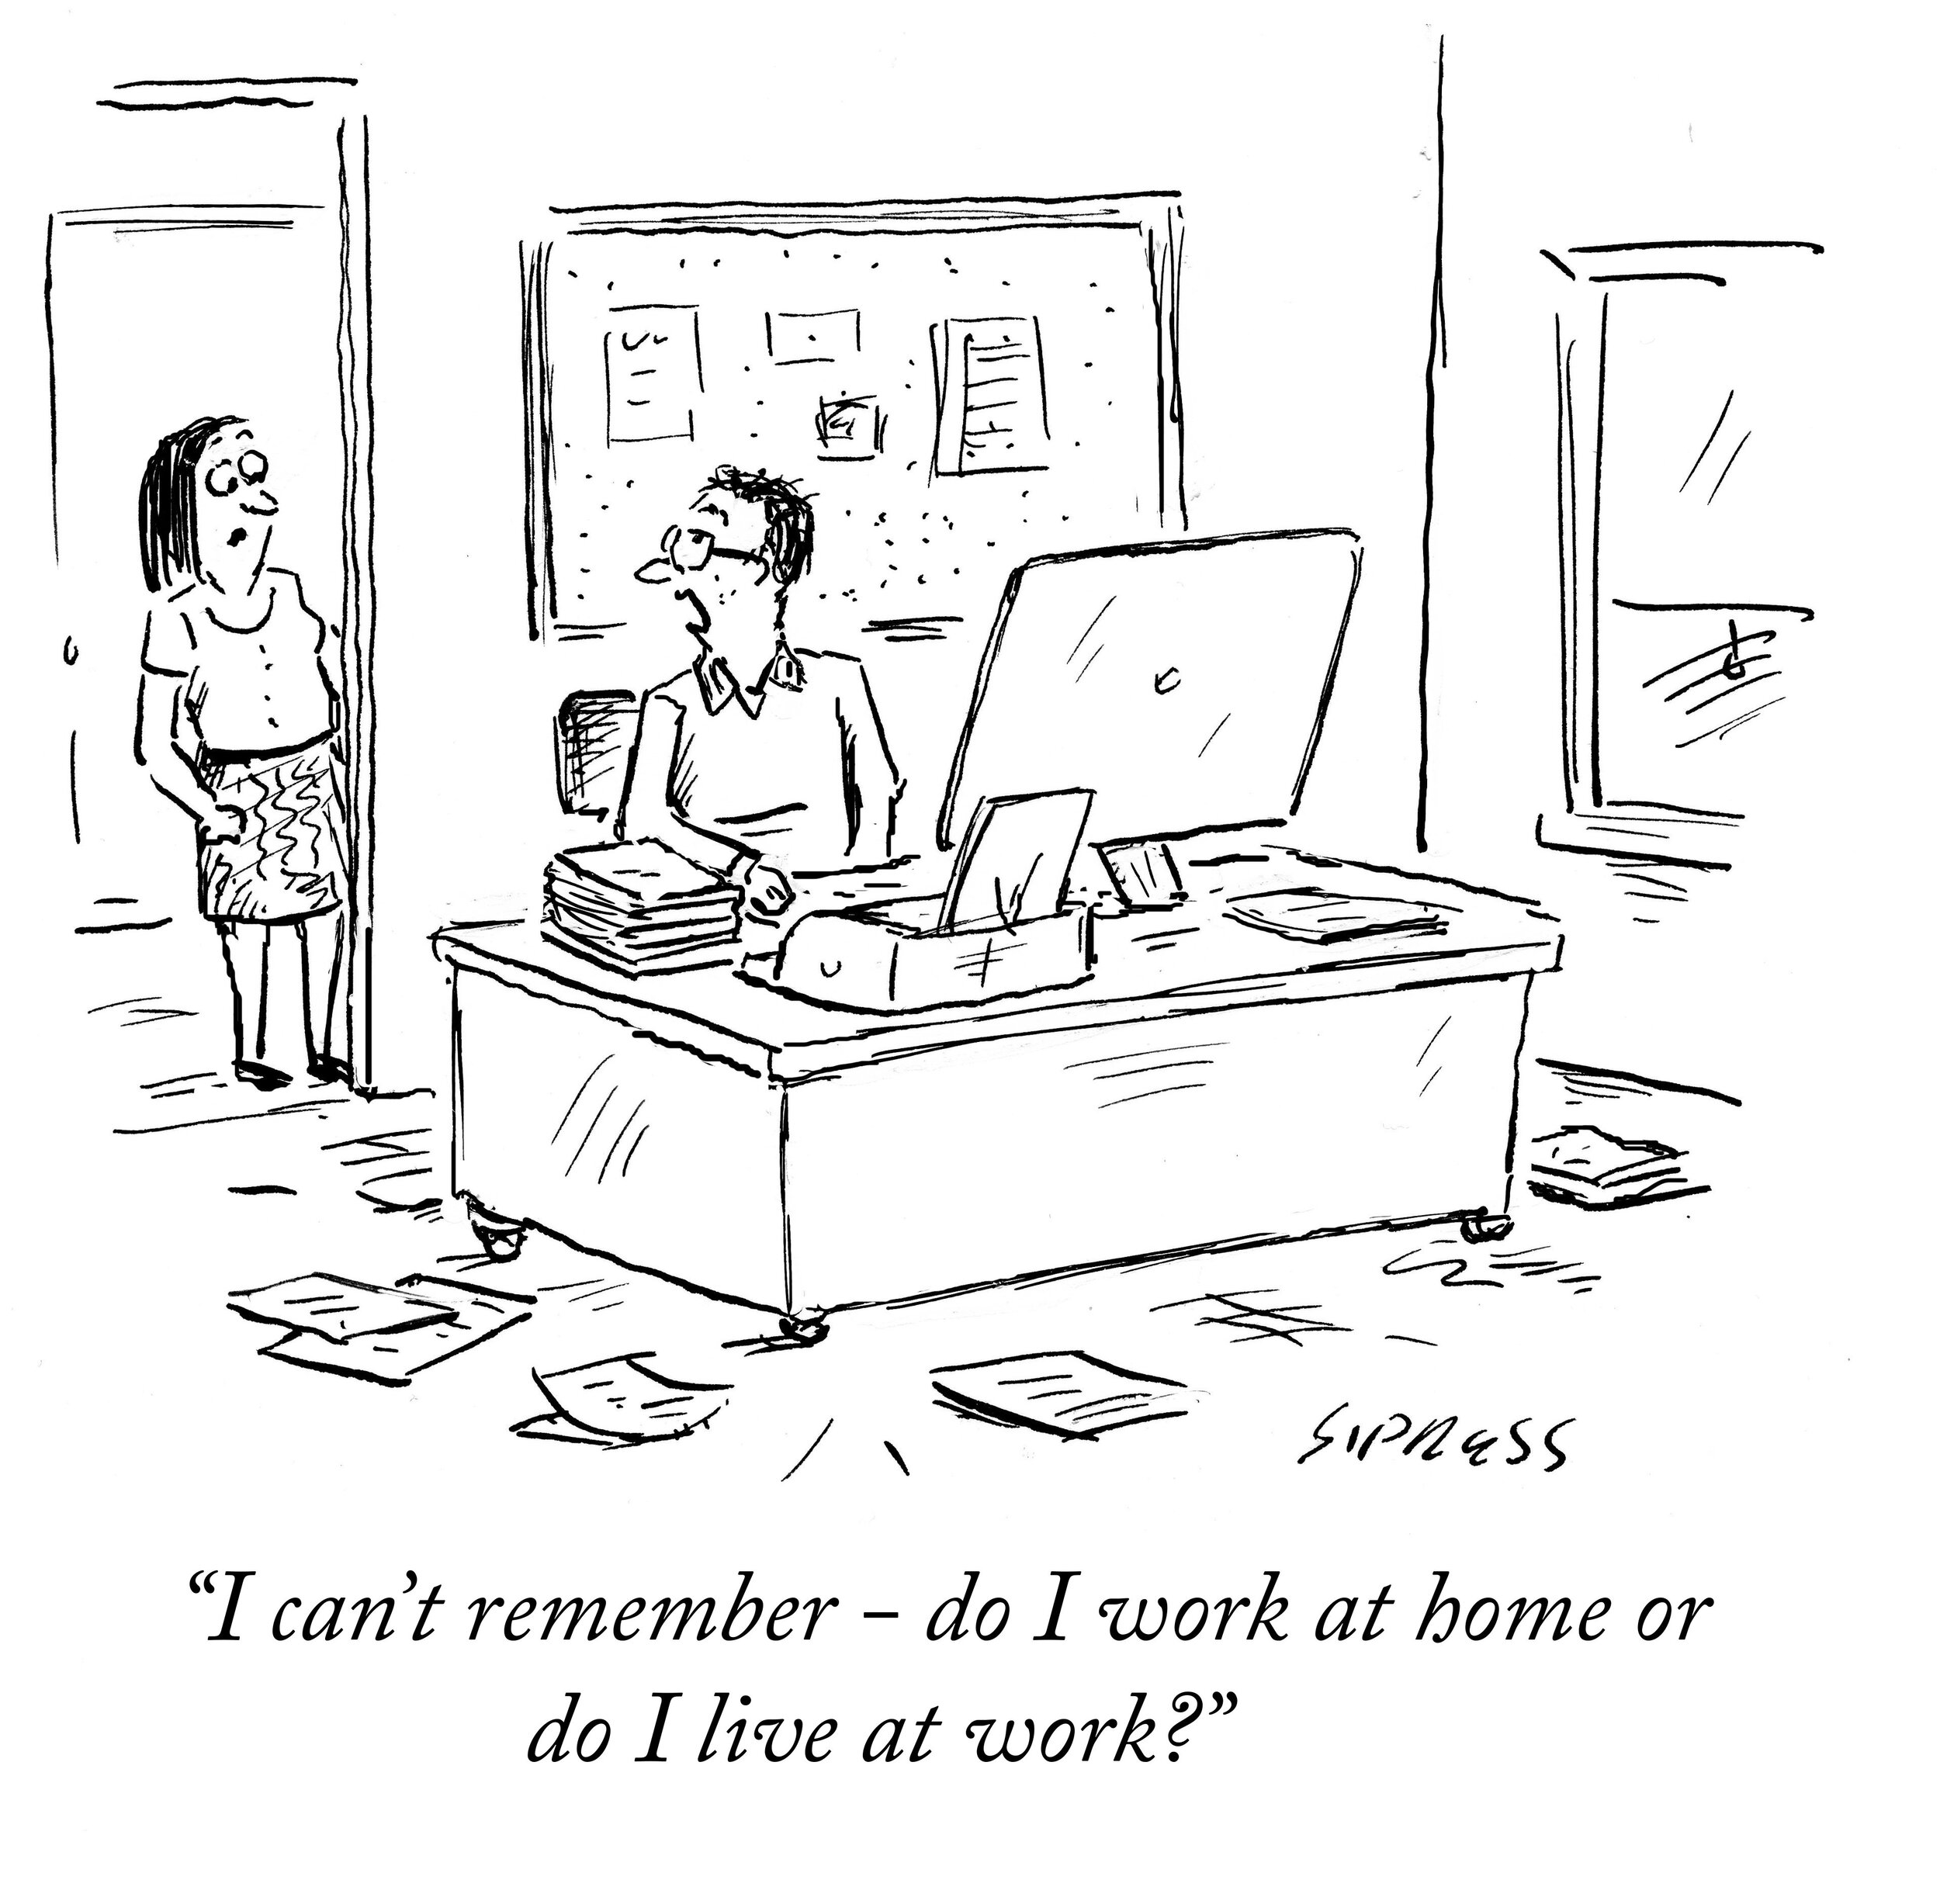 SIPRESS
“I can’t remember – do I work at home or
do I live at work?”